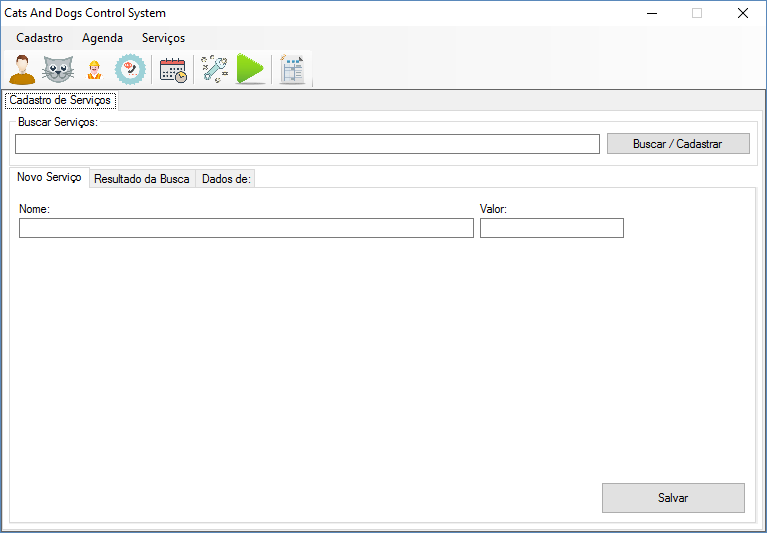 Cats And Dogs Control System
Cadastro Agenda Serviços
Cadastro de Serviços
Buscar Serviços:
Buscar / Cadastrar
Novo Serviço Resultado da Busca Dados de:
Nome: Valor:
Salvar